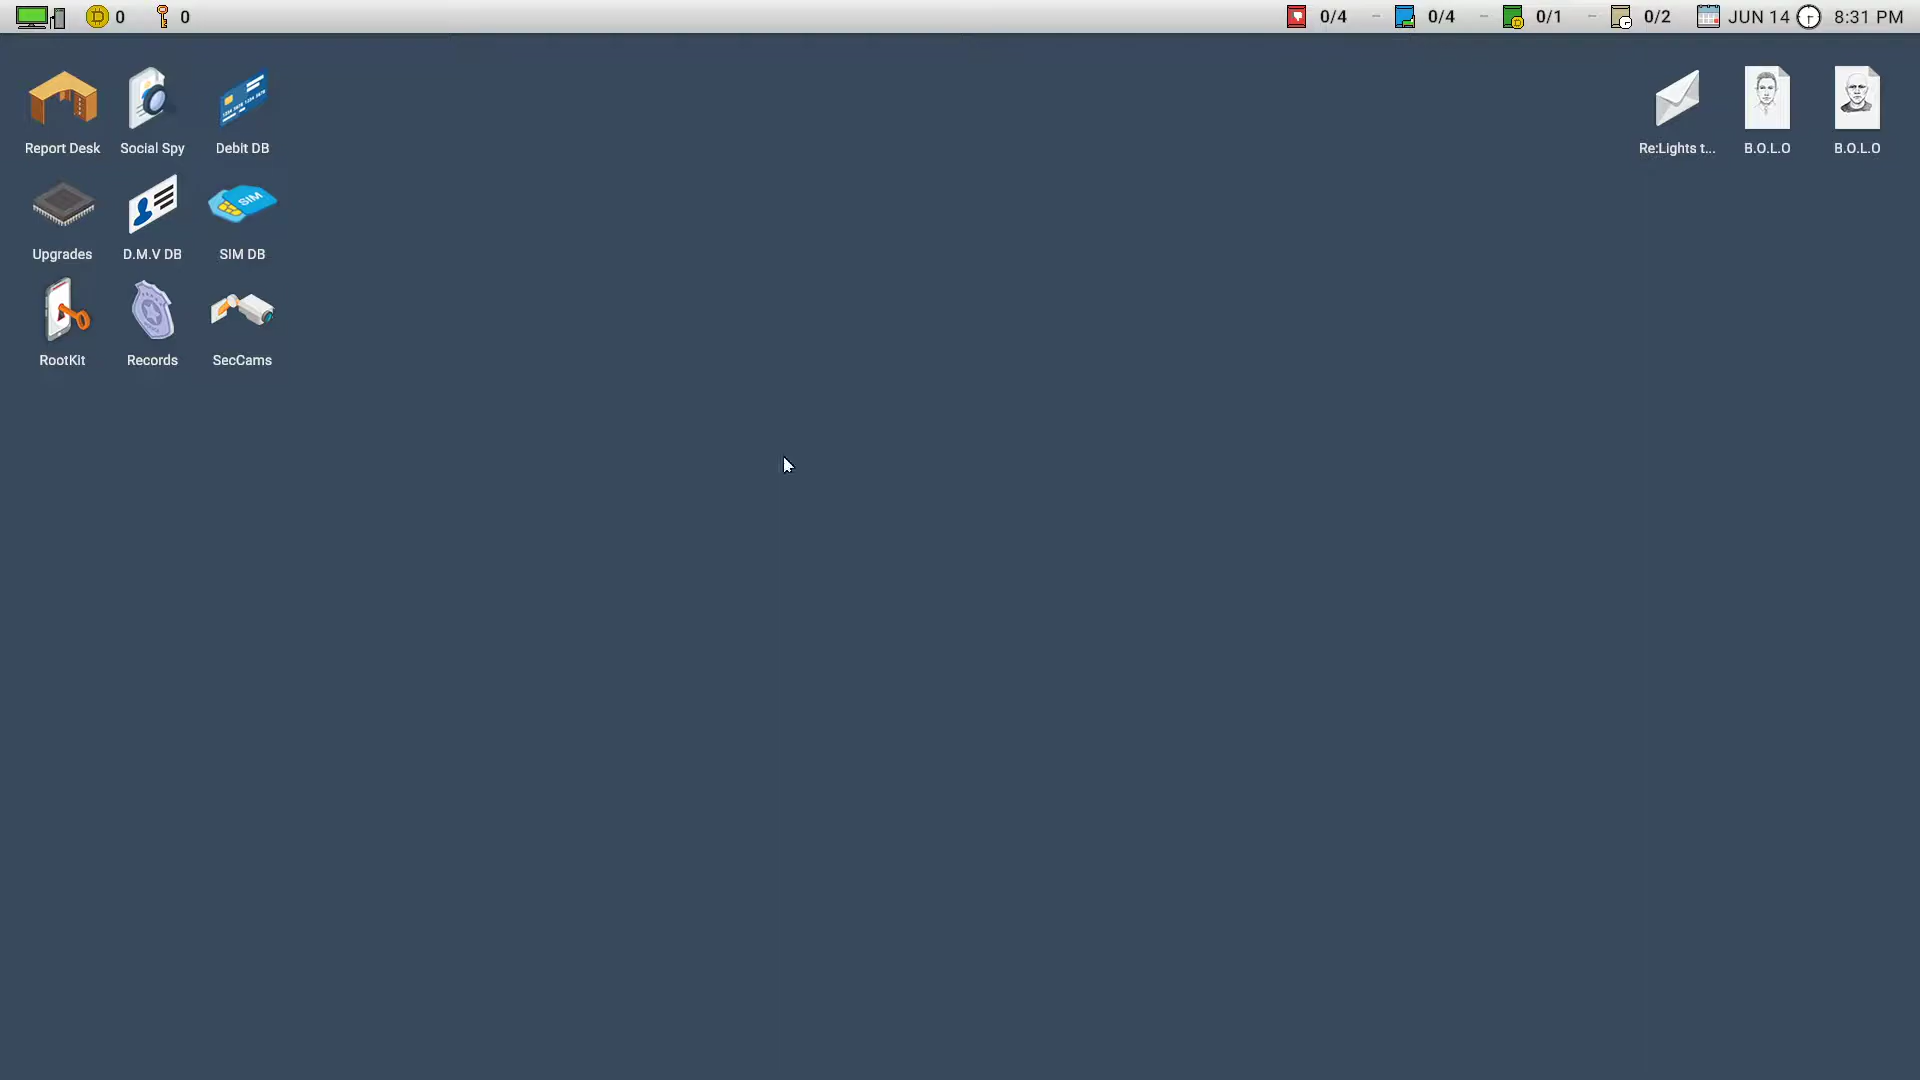 0 0 0/4 - 0/4 - 0/1 - 0/2 JUN 14 8:31 PM
Report Desk Social Spy Debit DB Re:Lights t... B.O.L.O B.O.L.O
Upgrades D.M.V DB SIM DB
RootKit Records SecCams
SIM